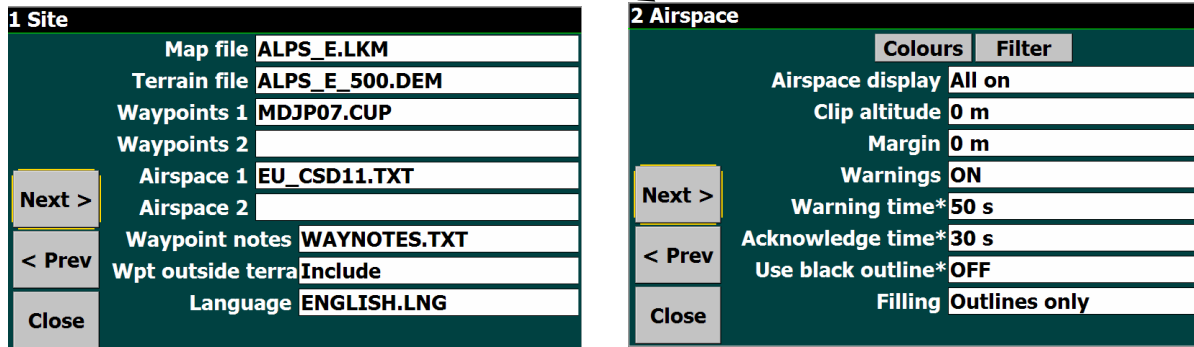 1 Site
Map file ALPS_E.LKM
Terrain file ALPS_E_500.DEM
Waypoints 1 MDJP07.CUP
Waypoints 2
Airspace 1 EU_CSD11.TXT
Next >
Airspace 2
Waypoint notes WAYNOTES.TXT
< Prev
Wpt outside terra Include
Language ENGLISH.LNG
Close
2 Airspace
Colours Filter
Airspace display All on
Clip altitude 0 m
Margin 0 m
Warnings ON
Next >
Warning time* 50 s
Acknowledge time* 30 s
< Prev
Use black outline* OFF
Filling Outlines only
Close